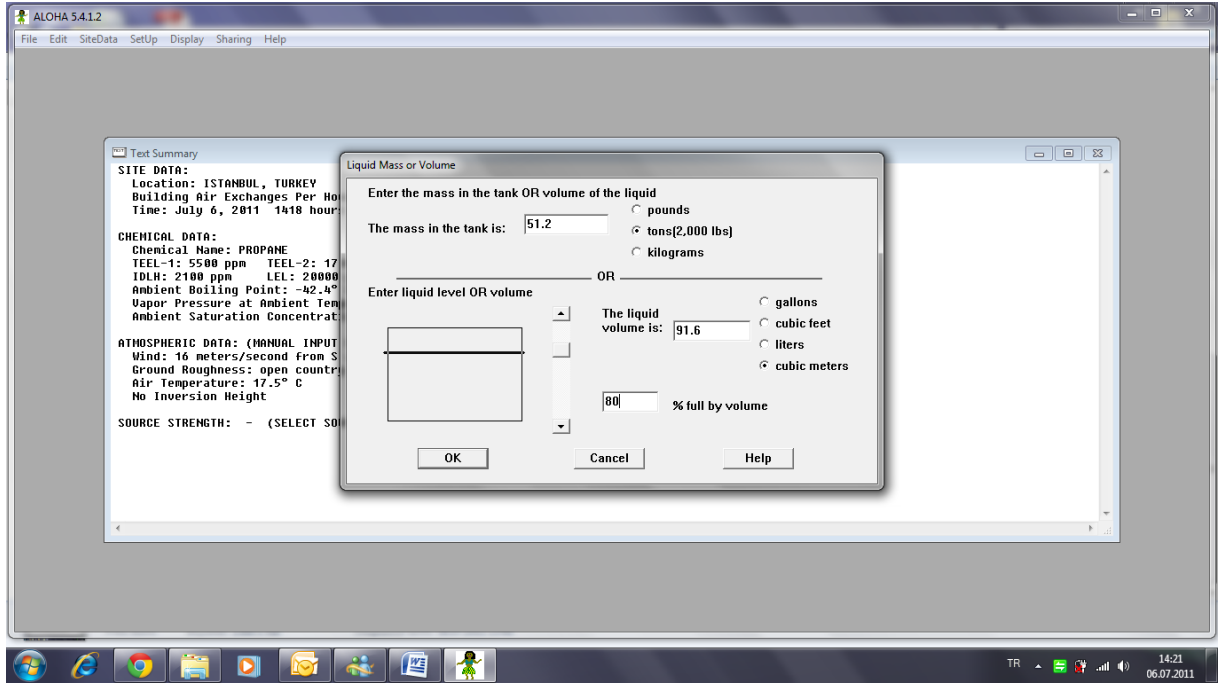 ALOHA 5.4.1.2
File Edit SiteData SetUp Display Sharing Help
Text Summary
SITE DATA:
Location: ISTANBUL, TURKEY
Building Air Exchanges Per Ho
Time: July 6, 2011 1418 hour
CHEMICAL DATA:
Chemical Name: PROPANE
TEEL-1: 5500 ppm TEEL-2: 17
IDLH: 2100 ppm LEL: 20000
Ambient Boiling Point: -42.4°
Vapor Pressure at Ambient Tem
Ambient Saturation Concentrat
ATMOSPHERIC DATA: (MANUAL INPUT
Wind: 16 meters/second from S
Ground Roughness: open country
Air Temperature: 17.5° C
No Inversion Height
SOURCE STRENGTH: - (SELECT SO
Liquid Mass or Volume
Enter the mass in the tank OR volume of the liquid
The mass in the tank is: 51.2
pounds
tons(2,000 lbs)
kilograms
OR
Enter liquid level OR volume
The liquid
volume is: 91.6
gallons
cubic feet
liters
cubic meters
80 % full by volume
OK Cancel Help
TR 14:21
06.07.2011